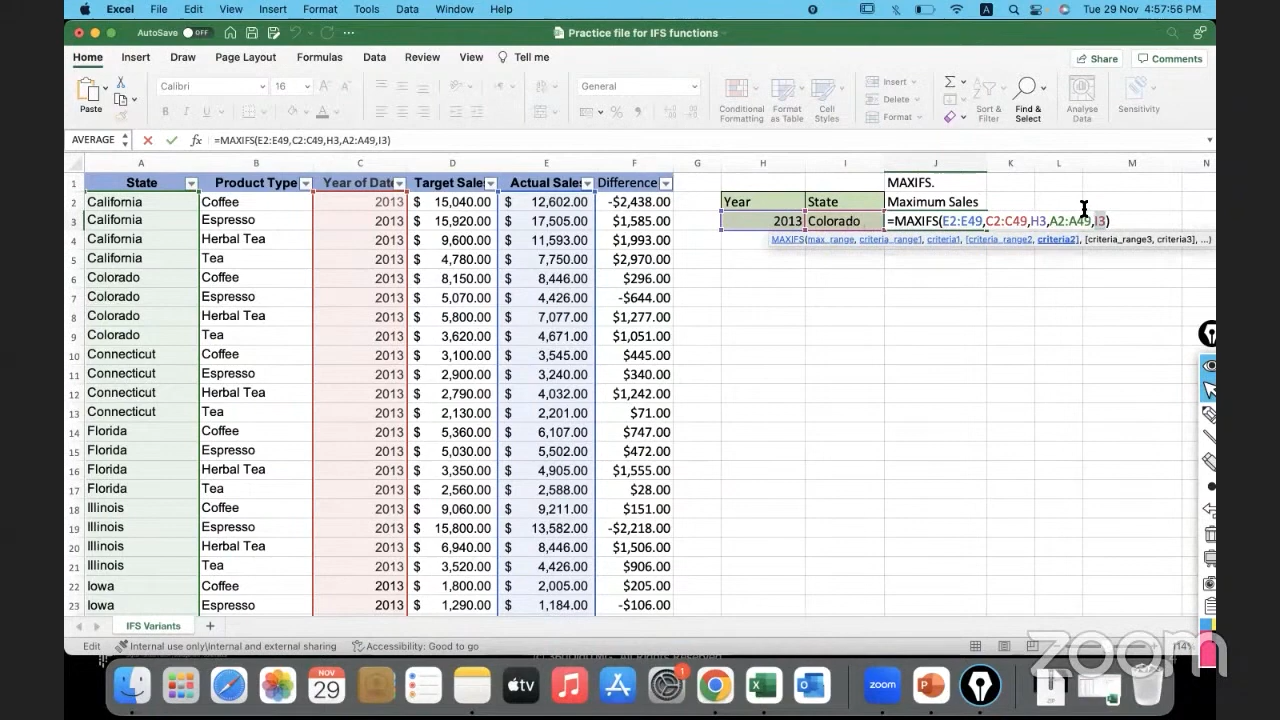 Excel File Edit View Insert Format Tools Data Window Help A Tue 29 Nov 4:57:56 PM
AutoSave OFF Practice file for IFS functions
Home Insert Draw Page Layout Formulas Data Review View Tell me Share Comments
Paste Calibri 16 General Conditional Formatting Format as Table Cell Styles Insert Delete Format Sort & Filter Find & Select Analyse Data Sensitivity
AVERAGE fx =MAXIFS(E2:E49,C2:C49,H3,A2:A49,I3)
A B C D E F G H I J K L M N
1 State Product Type Year of Date Target Sales Actual Sales Difference MAXIFS.
2 California Coffee 2013 $ 15,040.00 $ 12,602.00 -$2,438.00 Year State Maximum Sales
3 California Espresso 2013 $ 15,920.00 $ 17,505.00 $1,585.00 2013 Colorado =MAXIFS(E2:E49,C2:C49,H3,A2:A49,I3)
4 California Herbal Tea 2013 $ 9,600.00 $ 11,593.00 $1,993.00 MAXIFS(max_range, criteria_range1, criteria1, [criteria_range2, criteria2], [criteria_range3, criteria3], ...)
5 California Tea 2013 $ 4,780.00 $ 7,750.00 $2,970.00
6 Colorado Coffee 2013 $ 8,150.00 $ 8,446.00 $296.00
7 Colorado Espresso 2013 $ 5,070.00 $ 4,426.00 -$644.00
8 Colorado Herbal Tea 2013 $ 5,800.00 $ 7,077.00 $1,277.00
9 Colorado Tea 2013 $ 3,620.00 $ 4,671.00 $1,051.00
10 Connecticut Coffee 2013 $ 3,100.00 $ 3,545.00 $445.00
11 Connecticut Espresso 2013 $ 2,900.00 $ 3,240.00 $340.00
12 Connecticut Herbal Tea 2013 $ 2,790.00 $ 4,032.00 $1,242.00
13 Connecticut Tea 2013 $ 2,130.00 $ 2,201.00 $71.00
14 Florida Coffee 2013 $ 5,360.00 $ 6,107.00 $747.00
15 Florida Espresso 2013 $ 5,030.00 $ 5,502.00 $472.00
16 Florida Herbal Tea 2013 $ 3,350.00 $ 4,905.00 $1,555.00
17 Florida Tea 2013 $ 2,560.00 $ 2,588.00 $28.00
18 Illinois Coffee 2013 $ 9,060.00 $ 9,211.00 $151.00
19 Illinois Espresso 2013 $ 15,800.00 $ 13,582.00 -$2,218.00
20 Illinois Herbal Tea 2013 $ 6,940.00 $ 8,446.00 $1,506.00
21 Illinois Tea 2013 $ 3,520.00 $ 4,426.00 $906.00
22 Iowa Coffee 2013 $ 1,800.00 $ 2,005.00 $205.00
23 Iowa Espresso 2013 $ 1,290.00 $ 1,184.00 -$106.00
IFS Variants
Edit Internal use only\Internal and external sharing Accessibility: Good to go
zoom
NOV 29 tv 1 zoom